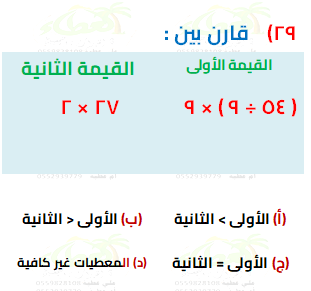 ٢٩) قارن بين :
القيمة الأولى القيمة الثانية
( ٥٤ ÷ ٩ ) × ٩ ٢٧ × ٢
(أ) الأولى > الثانية (ب) الأولى < الثانية
(ج) الأولى = الثانية (د) المعطيات غير كافية